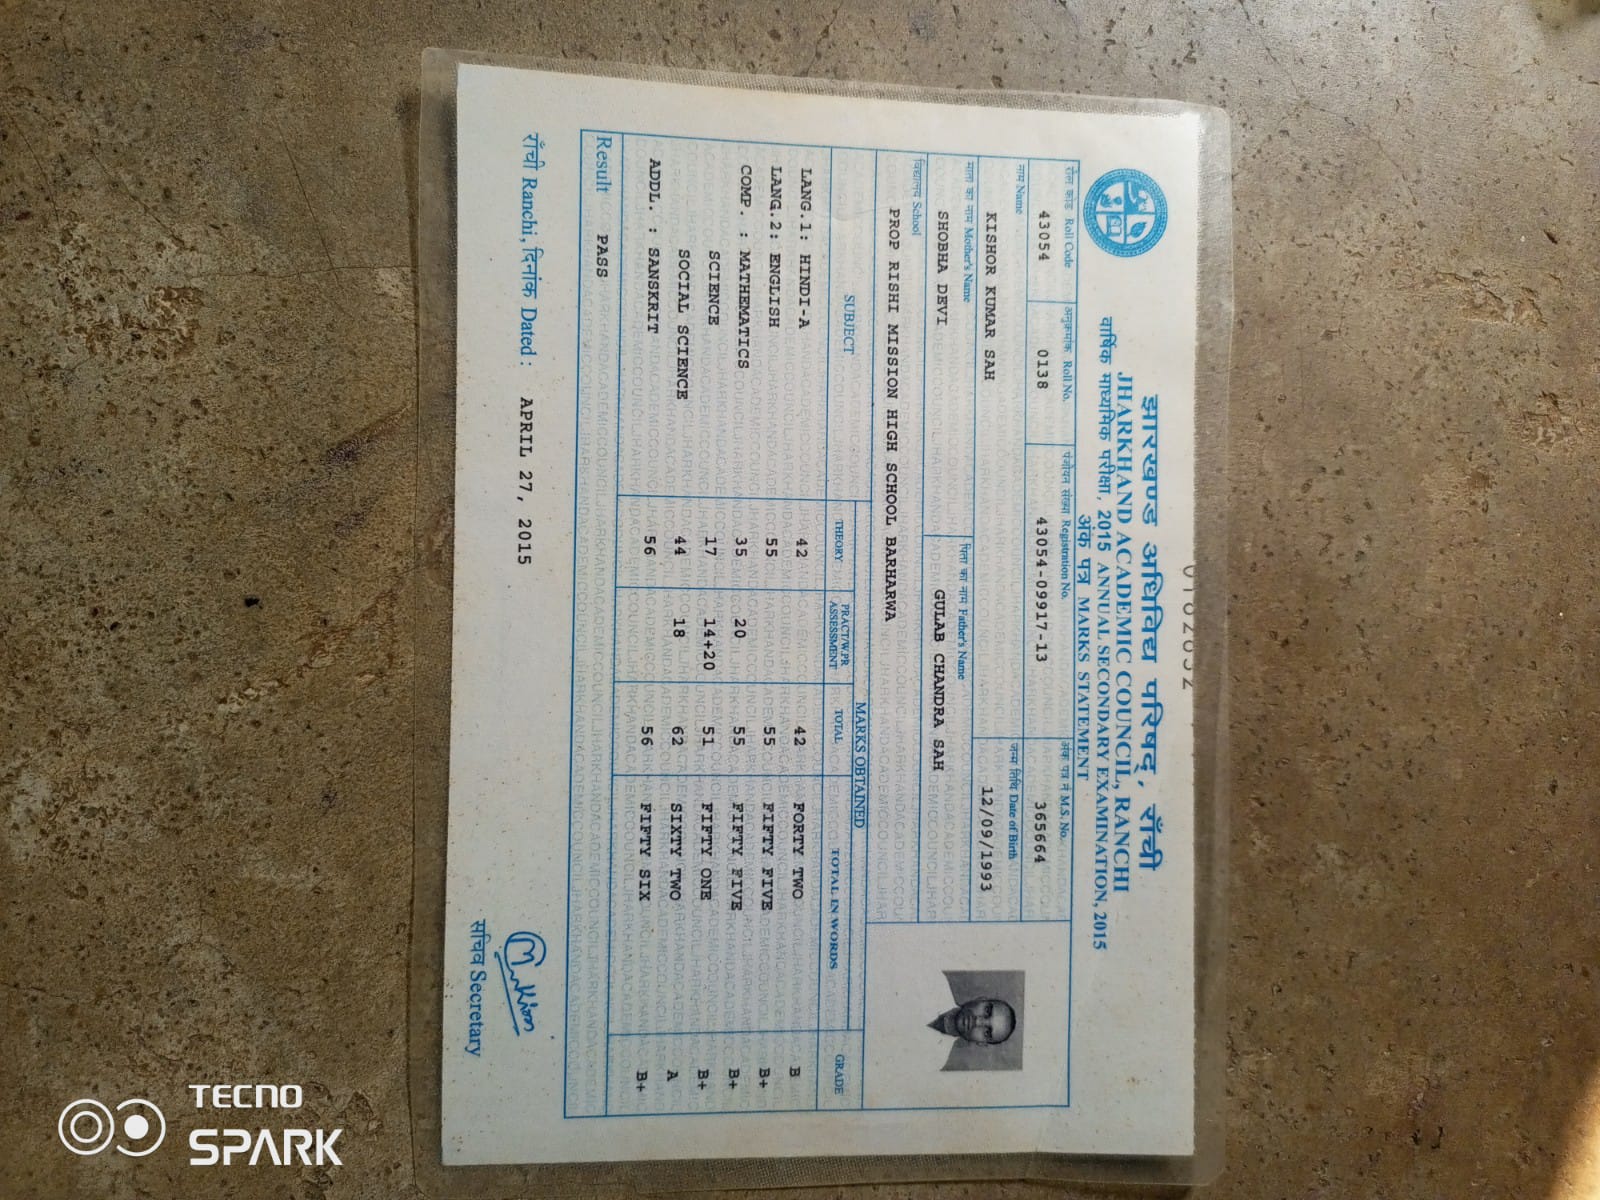 झारखण्ड अधिविद्य परिषद्, राँची
JHARKHAND ACADEMIC COUNCIL, RANCHI
वार्षिक माध्यमिक परीक्षा, 2015 ANNUAL SECONDARY EXAMINATION, 2015
अंक पत्र MARKS STATEMENT
रोल कोड Roll Code अनुक्रमांक Roll No. पंजीयन संख्या Registration No. अंक पत्र सं M.S. No.
43054 0138 43054-09917-13 365664
नाम Name जन्म तिथि Date of Birth
KISHOR KUMAR SAH 12/09/1993
माता का नाम Mother's Name पिता का नाम Father's Name
SHOBHA DEVI GULAB CHANDRA SAH
विद्यालय School
PROP RISHI MISSION HIGH SCHOOL BARHARWA
SUBJECT MARKS OBTAINED GRADE
THEORY PRACT/W.PR ASSESSMENT TOTAL TOTAL IN WORDS
LANG.1: HINDI-A 42 42 FORTY TWO B
LANG.2: ENGLISH 55 55 FIFTY FIVE B+
COMP. : MATHEMATICS 35 20 55 FIFTY FIVE B+
SCIENCE 17 14+20 51 FIFTY ONE B+
SOCIAL SCIENCE 44 18 62 SIXTY TWO A
ADDL. : SANSKRIT 56 56 FIFTY SIX B+
Result PASS
राँची Ranchi, दिनांक Dated : APRIL 27, 2015
सचिव Secretary
TECNO
SPARK